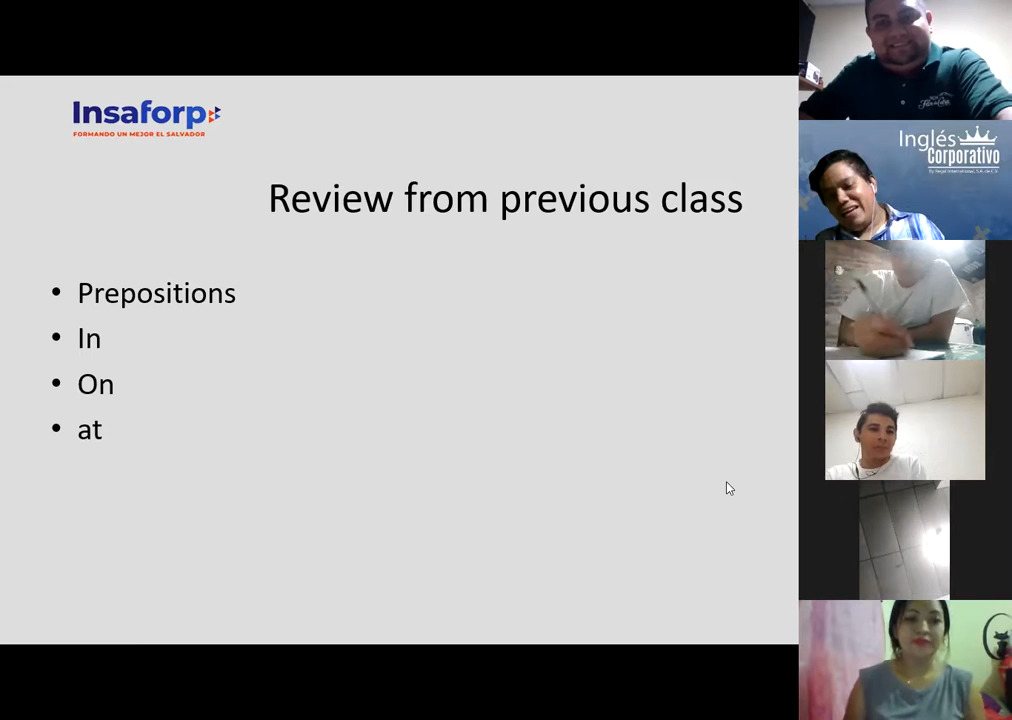 Insaforp
FORMANDO UN MEJOR EL SALVADOR
Review from previous class
• Prepositions
• In
• On
• at
Inglés
Corporativo